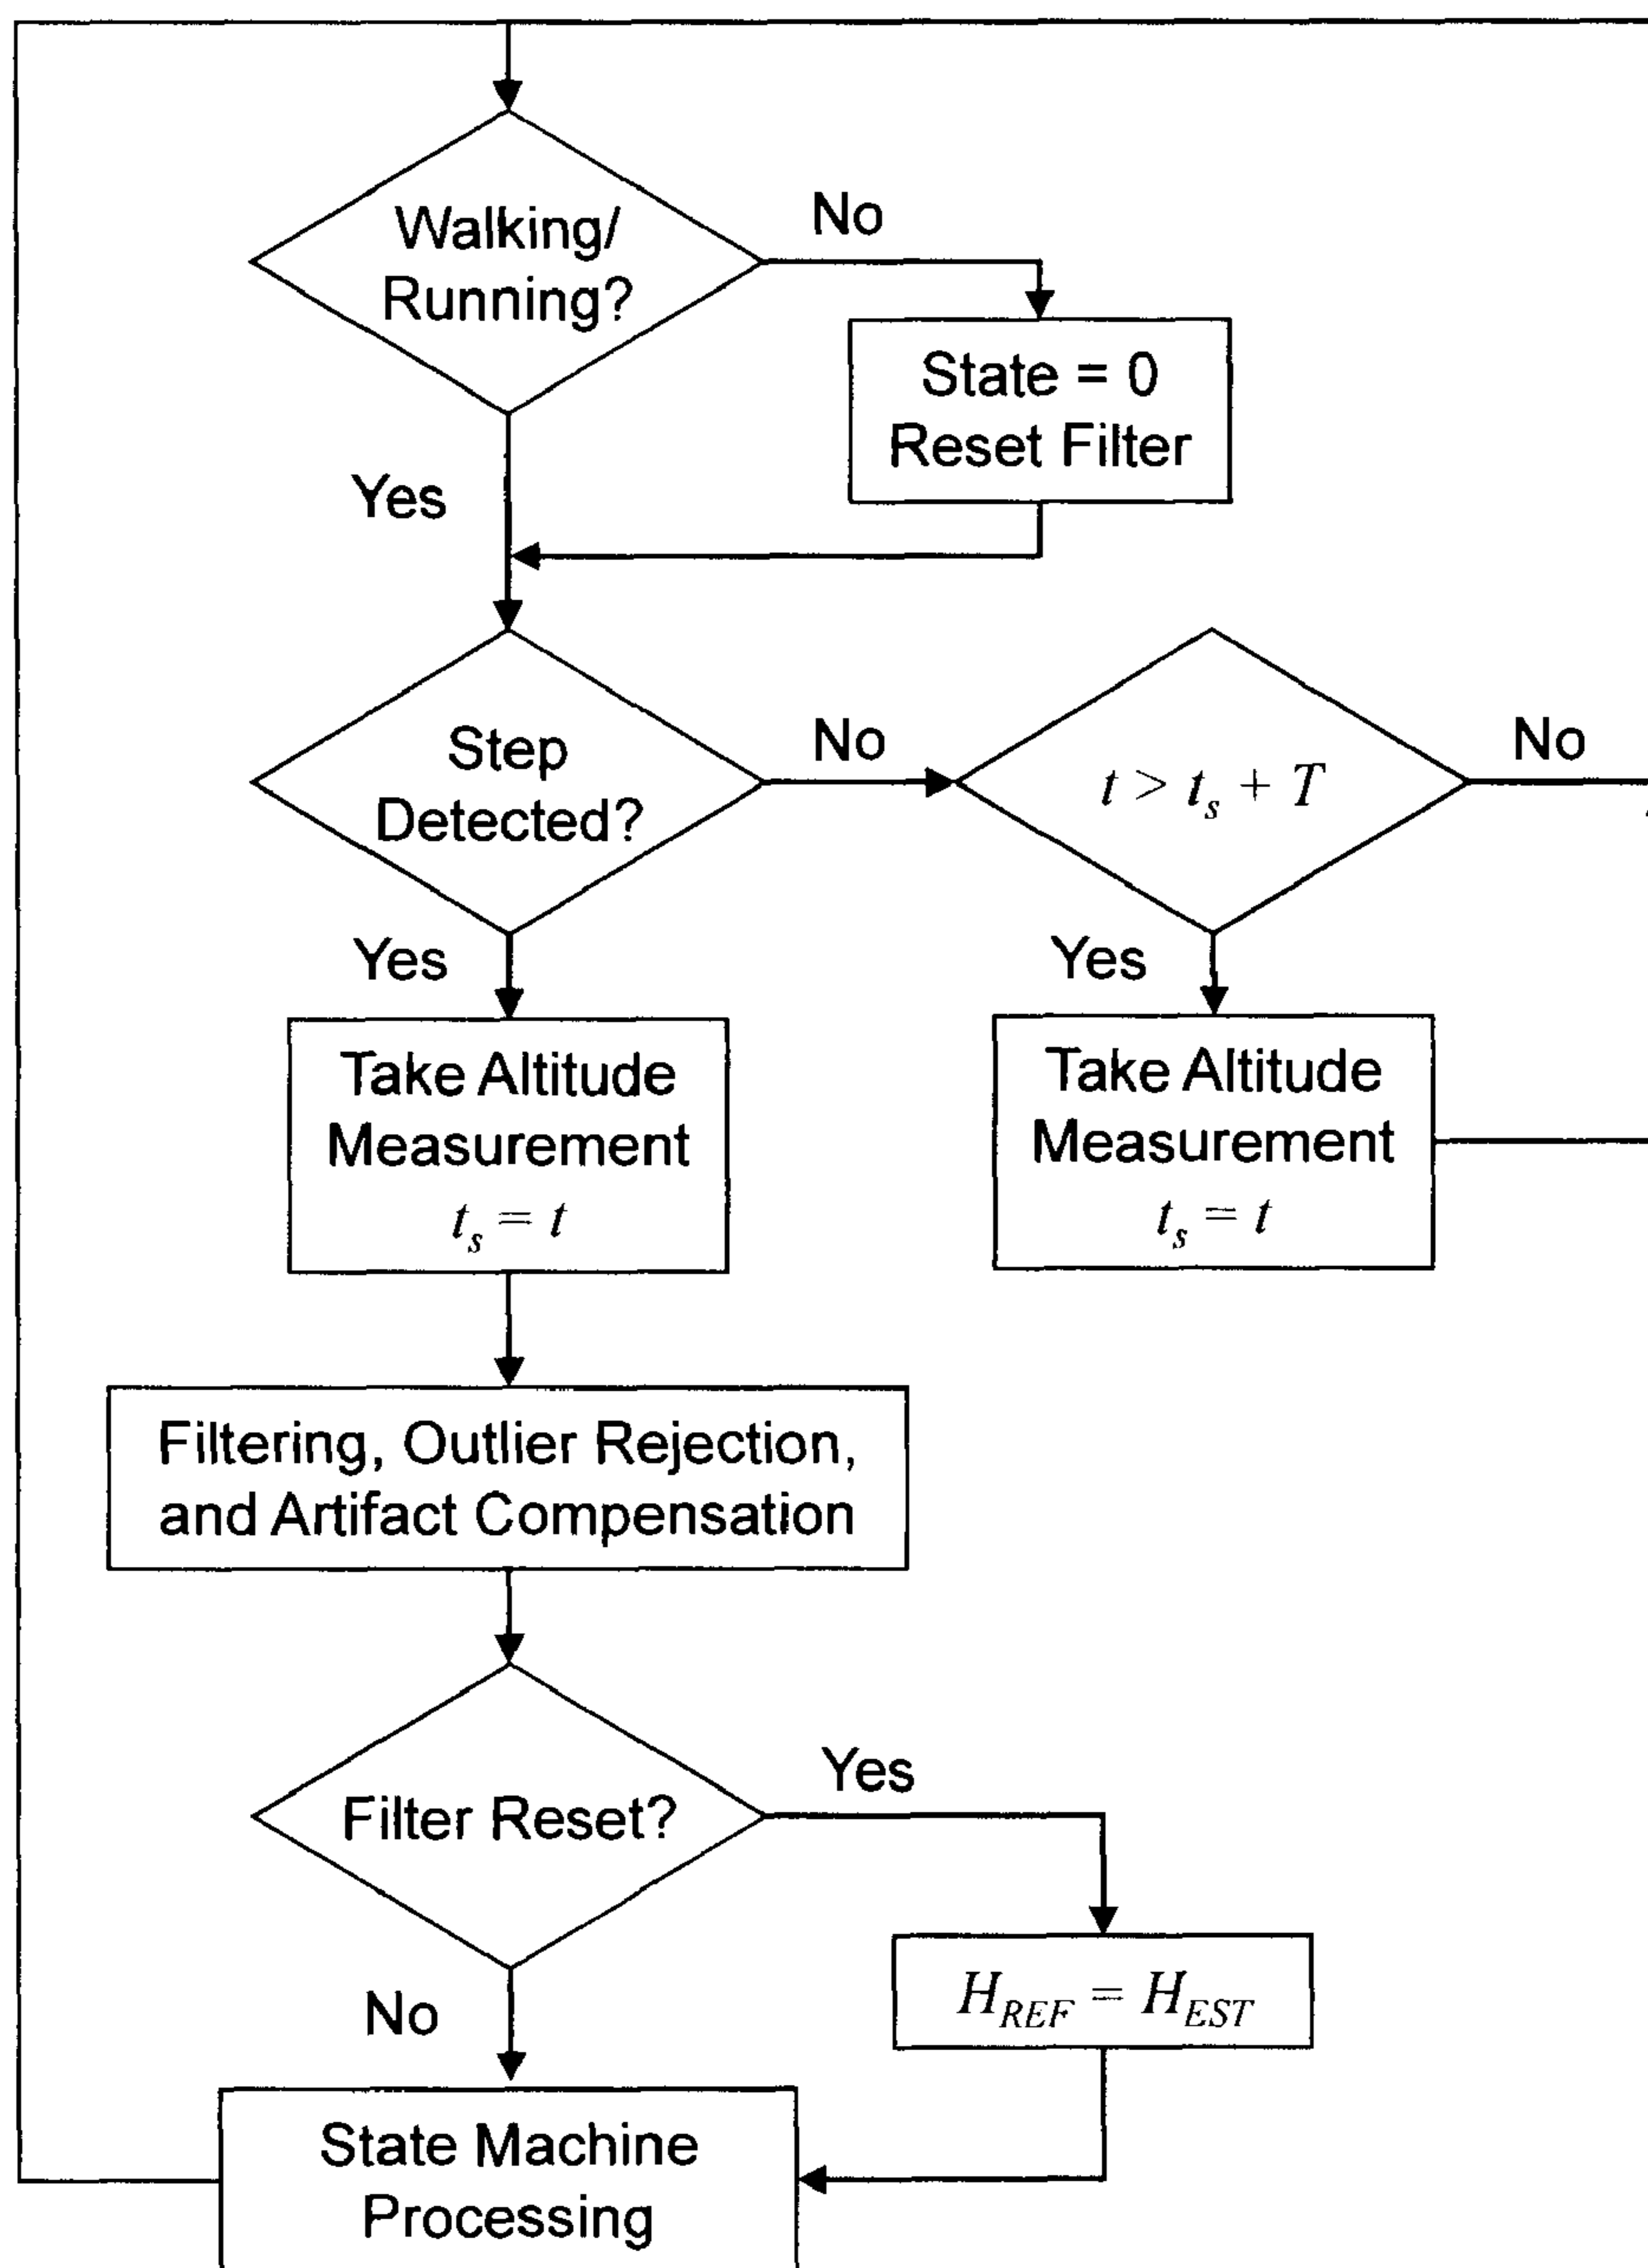 Walking/
Running?
No
State = 0
Reset Filter
Yes
Step
Detected?
No
t > t_s + T
No
Yes
Take Altitude
Measurement
t_s = t
Yes
Take Altitude
Measurement
t_s = t
Filtering, Outlier Rejection,
and Artifact Compensation
Filter Reset?
Yes
H_REF = H_EST
No
State Machine
Processing